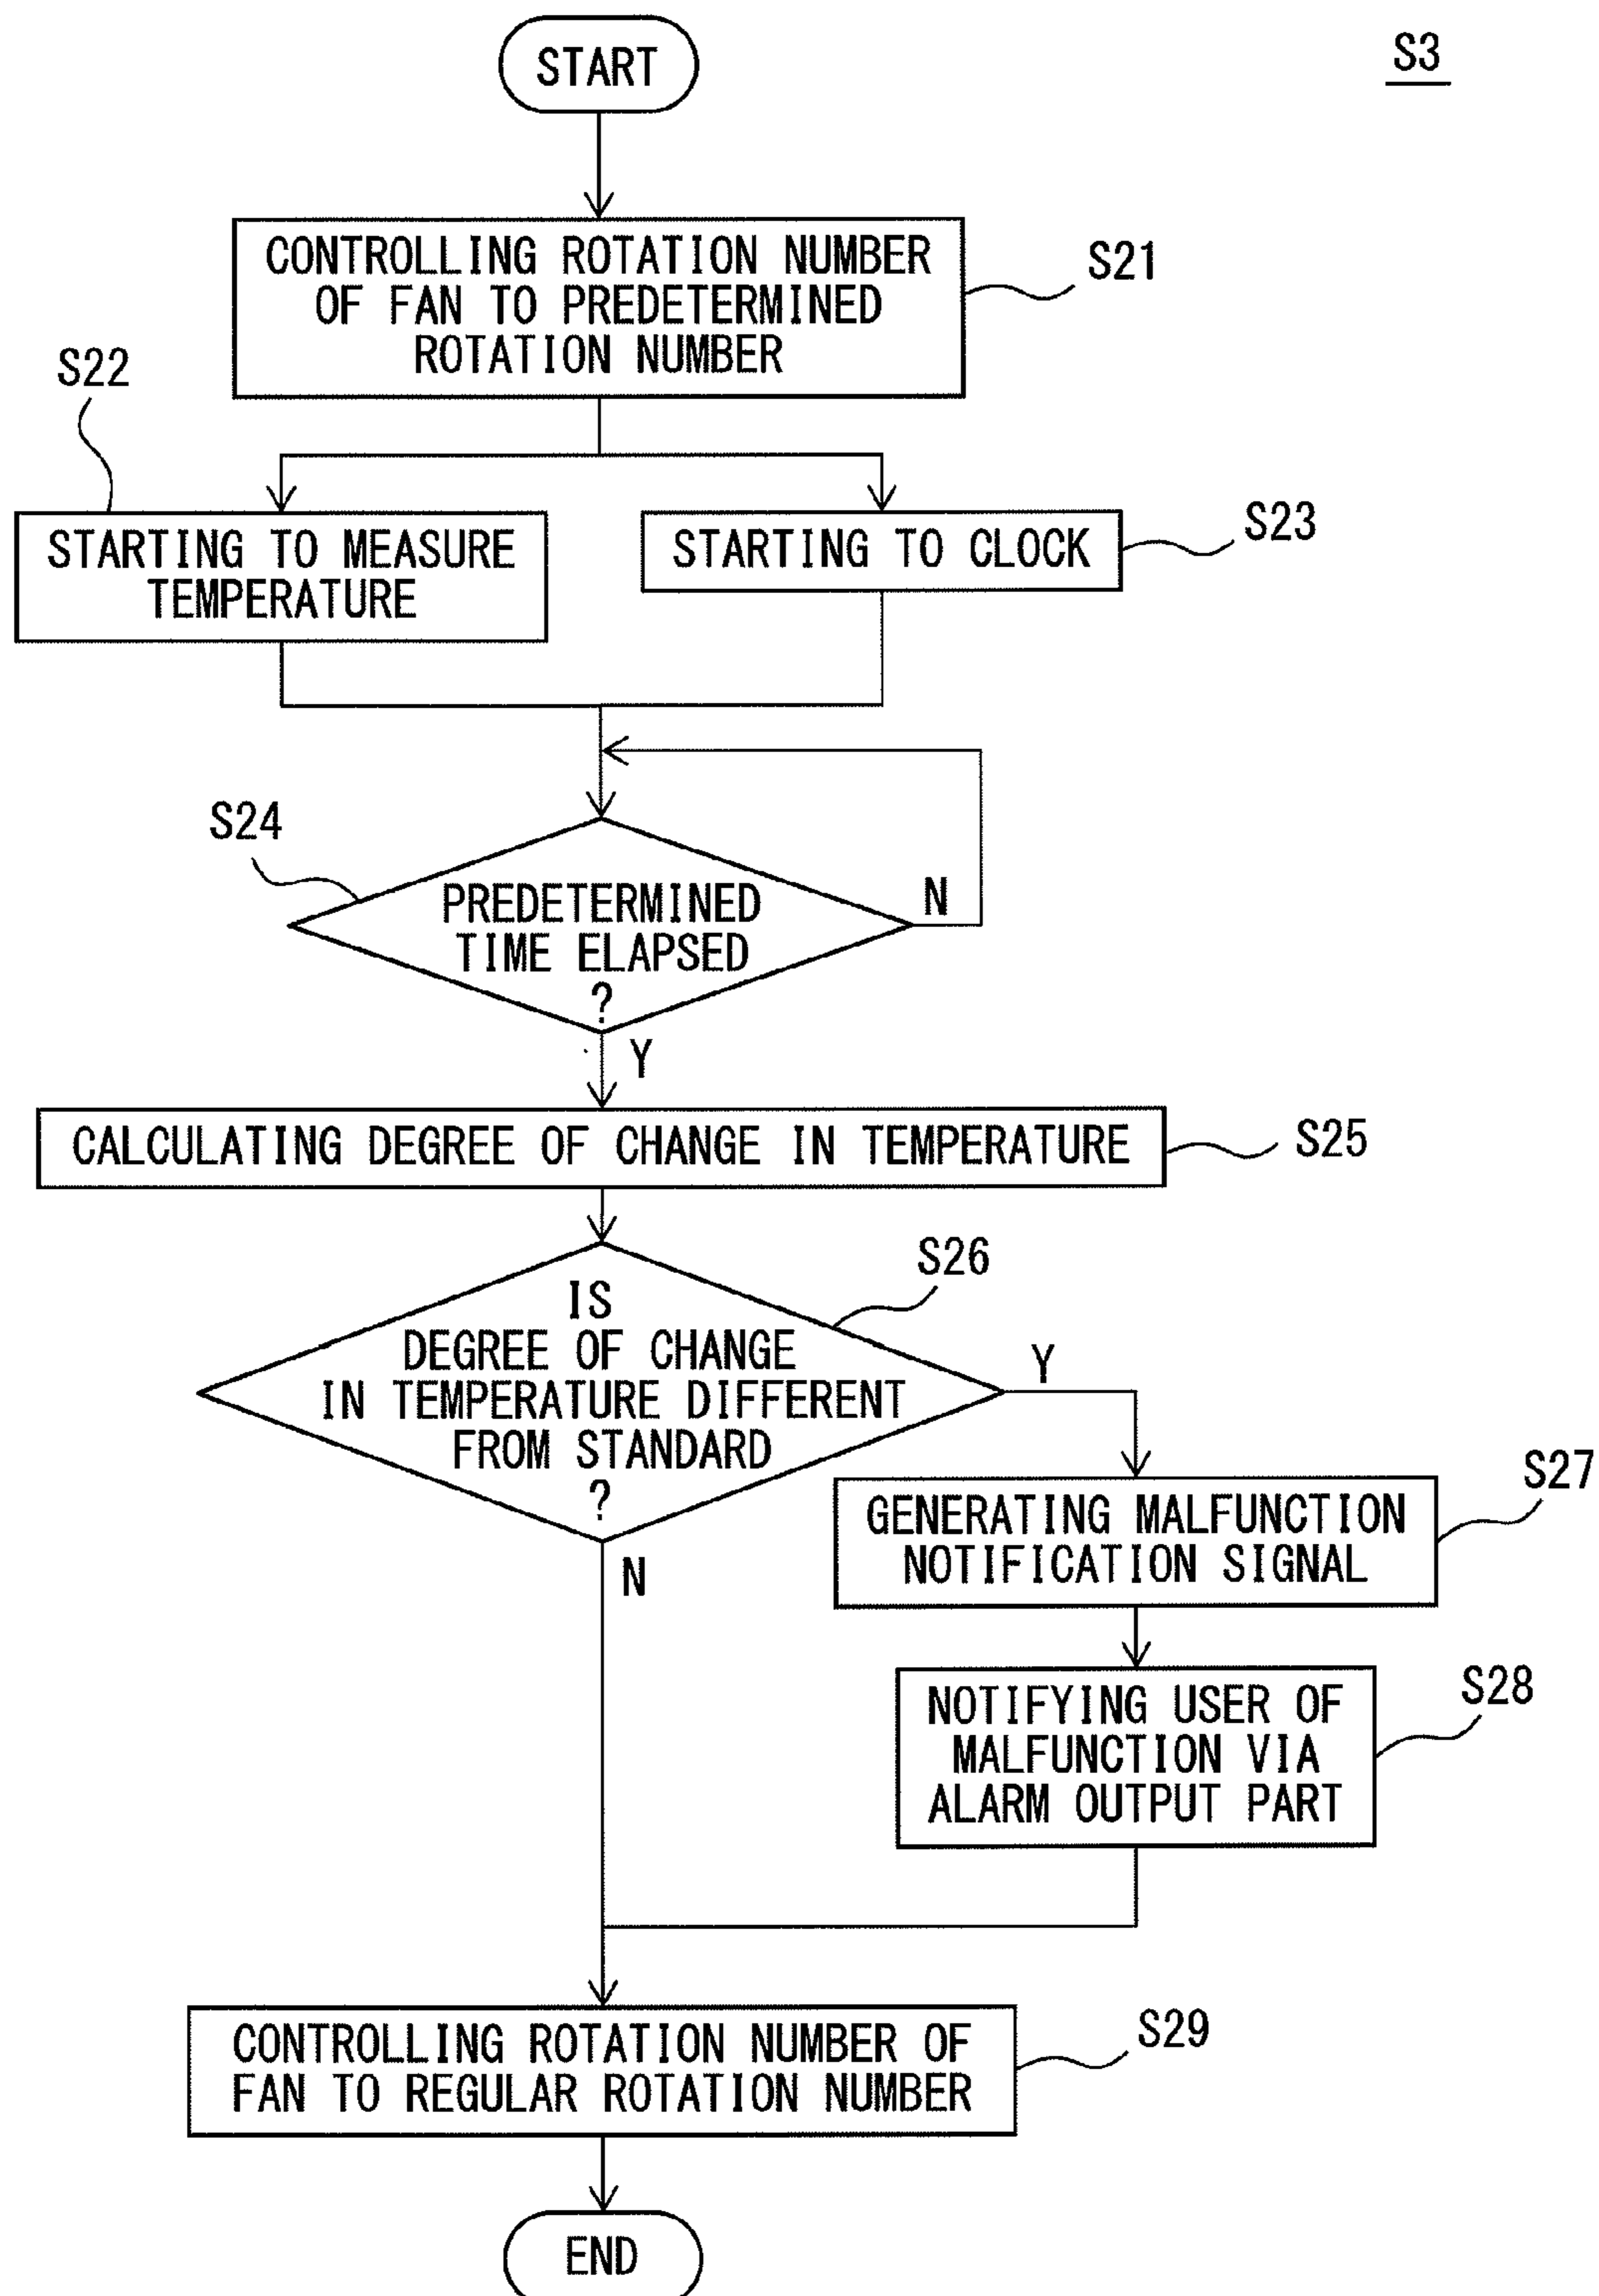 START
S3
CONTROLLING ROTATION NUMBER
OF FAN TO PREDETERMINED
ROTATION NUMBER
S21
S22
STARTING TO MEASURE
TEMPERATURE
STARTING TO CLOCK
S23
S24
PREDETERMINED
TIME ELAPSED
?
N
Y
CALCULATING DEGREE OF CHANGE IN TEMPERATURE
S25
S26
IS
DEGREE OF CHANGE
IN TEMPERATURE DIFFERENT
FROM STANDARD
?
Y
N
GENERATING MALFUNCTION
NOTIFICATION SIGNAL
S27
NOTIFYING USER OF
MALFUNCTION VIA
ALARM OUTPUT PART
S28
CONTROLLING ROTATION NUMBER OF
FAN TO REGULAR ROTATION NUMBER
S29
END